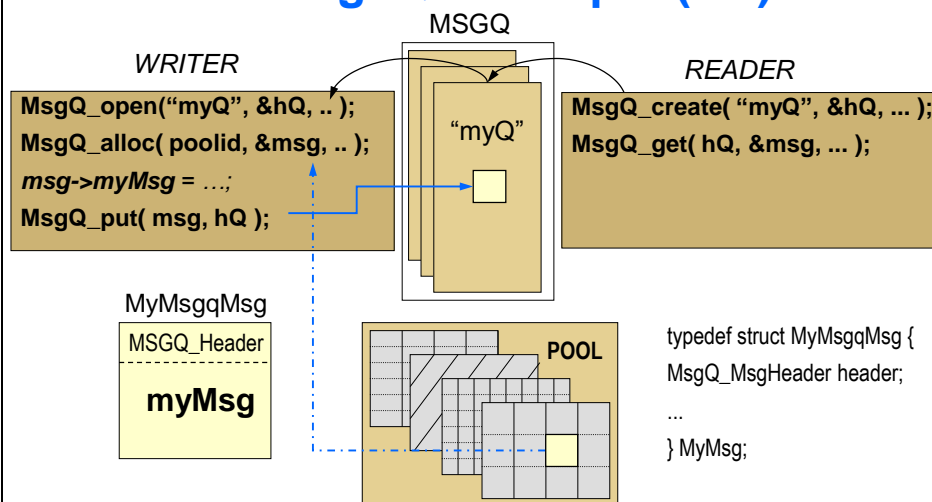 MSGQ
WRITER
READER
MsgQ_open(“myQ”, &hQ, .. );
MsgQ_alloc( poolid, &msg, .. );
msg->myMsg = …;
MsgQ_put( msg, hQ );
“myQ”
MsgQ_create( “myQ”, &hQ, ... );
MsgQ_get( hQ, &msg, ... );
MyMsgqMsg
MSGQ_Header
myMsg
POOL
typedef struct MyMsgqMsg {
MsgQ_MsgHeader header;
...
} MyMsg;